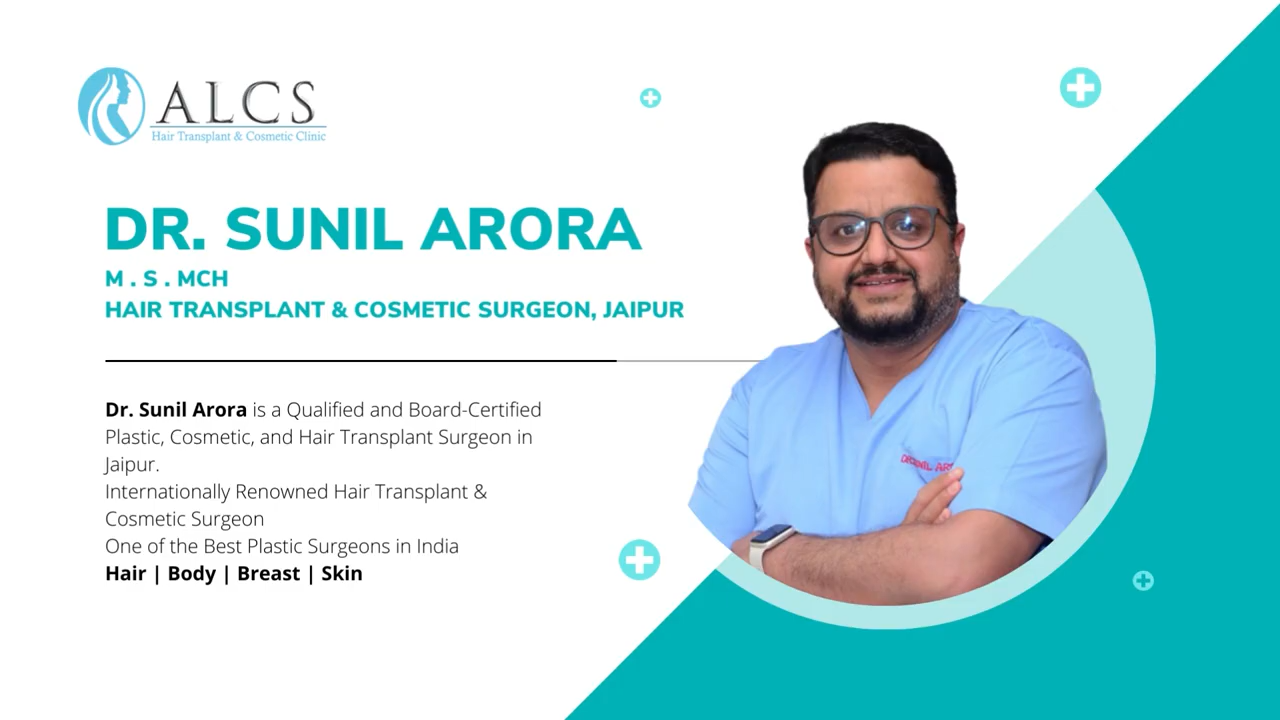 ALCS
Hair Transplant & Cosmetic Clinic
DR. SUNIL ARORA
M . S . MCH
HAIR TRANSPLANT & COSMETIC SURGEON, JAIPUR
Dr. Sunil Arora is a Qualified and Board-Certified
Plastic, Cosmetic, and Hair Transplant Surgeon in
Jaipur.
Internationally Renowned Hair Transplant &
Cosmetic Surgeon
One of the Best Plastic Surgeons in India
Hair | Body | Breast | Skin